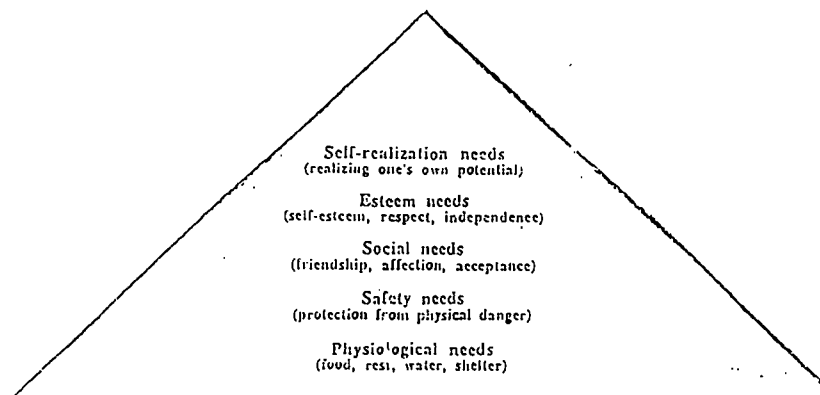 Self-realization needs
(realizing one's own potential)
Esteem needs
(self-esteem, respect, independence)
Social needs
(friendship, affection, acceptance)
Safety needs
(protection from physical danger)
Physiological needs
(food, rest, water, shelter)